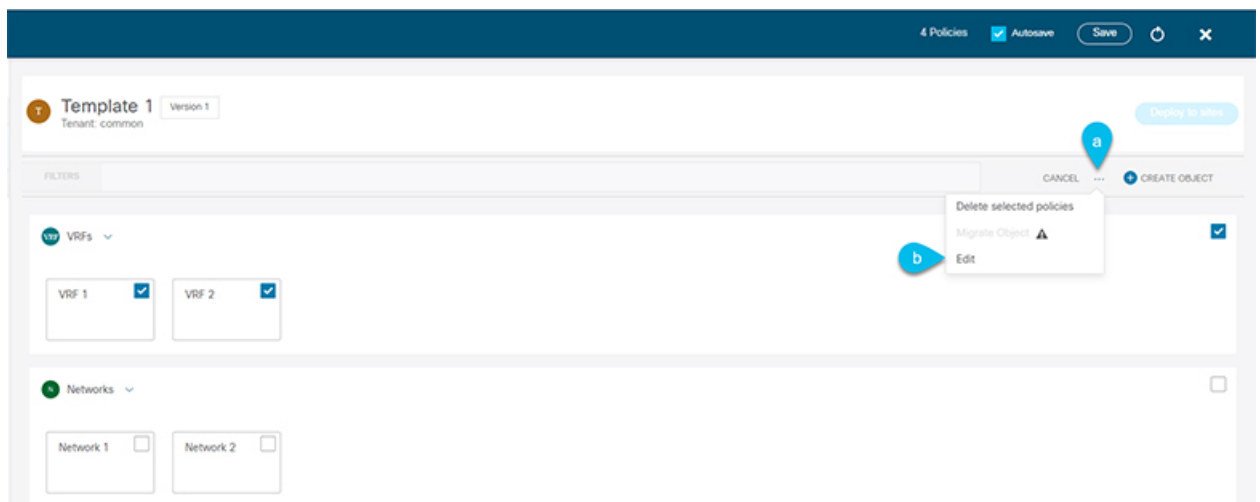 4 Policies Autosave Save
T Template 1 Version 1
Tenant: common
Deploy to sites
a
FILTERS CANCEL ... CREATE OBJECT
Delete selected policies
VRF VRFs
Migrate Object
b Edit
VRF 1 VRF 2
N Networks
Network 1 Network 2